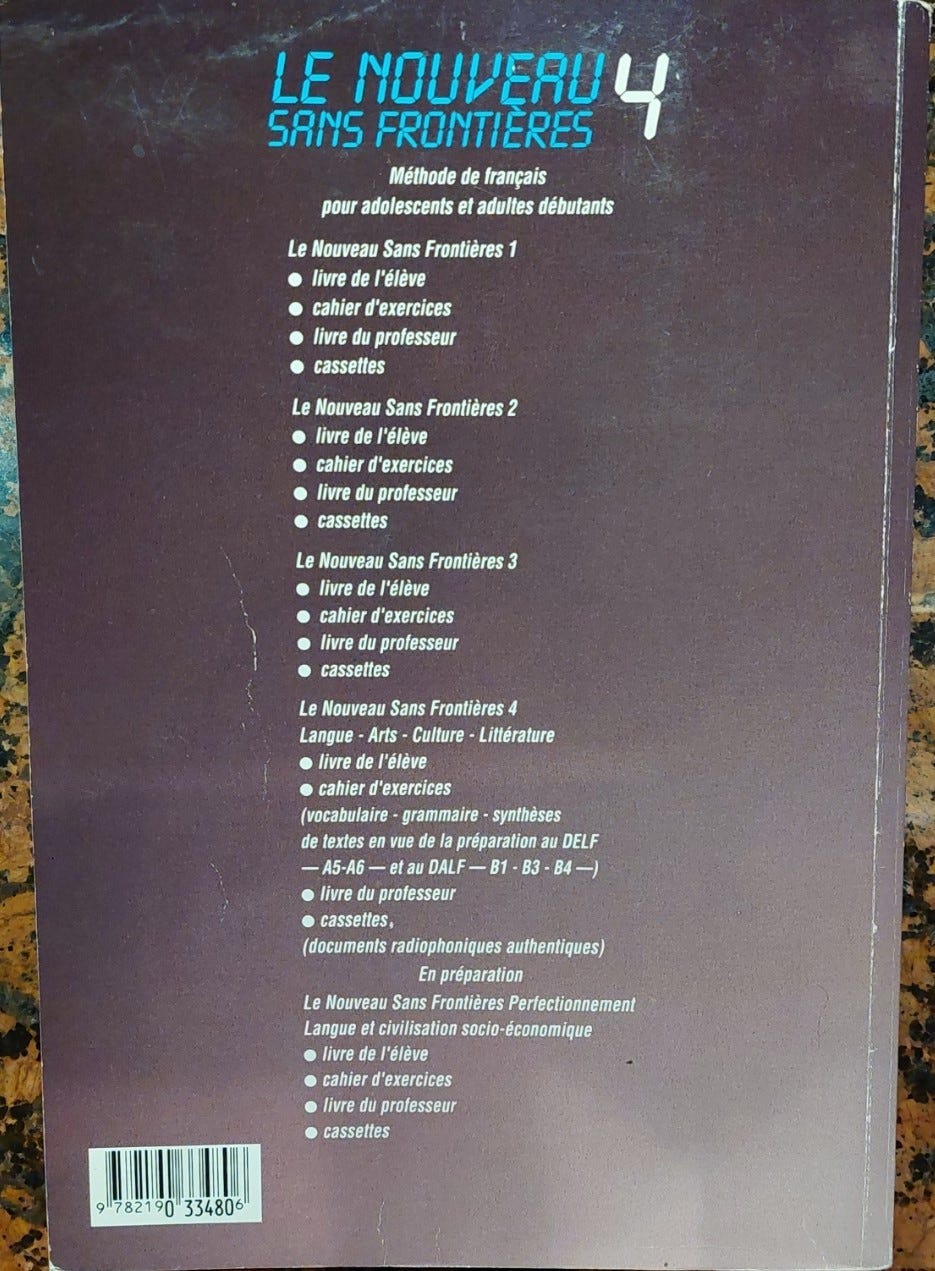 LE NOUVEAU 4
SANS FRONTIÈRES
Méthode de français
pour adolescents et adultes débutants
Le Nouveau Sans Frontières 1
● livre de l'élève
● cahier d'exercices
● livre du professeur
● cassettes
Le Nouveau Sans Frontières 2
● livre de l'élève
● cahier d'exercices
● livre du professeur
● cassettes
Le Nouveau Sans Frontières 3
● livre de l'élève
● cahier d'exercices
● livre du professeur
● cassettes
Le Nouveau Sans Frontières 4
Langue - Arts - Culture - Littérature
● livre de l'élève
● cahier d'exercices
(vocabulaire - grammaire - synthèses
de textes en vue de la préparation au DELF
— A5-A6 — et au DALF — B1 - B3 - B4 —)
● livre du professeur
● cassettes,
(documents radiophoniques authentiques)
En préparation
Le Nouveau Sans Frontières Perfectionnement
Langue et civilisation socio-économique
● livre de l'élève
● cahier d'exercices
● livre du professeur
● cassettes
9 782190 334806